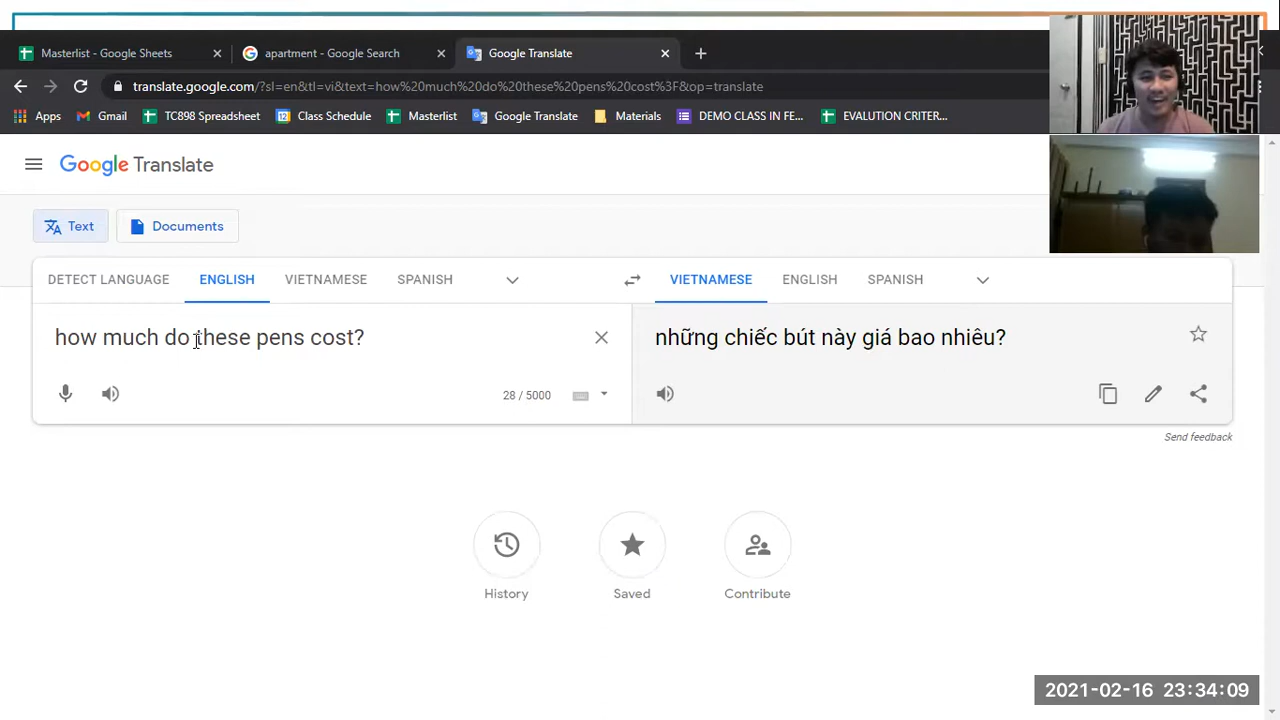 Masterlist - Google Sheets
apartment - Google Search
Google Translate
translate.google.com/?sl=en&tl=vi&text=how%20much%20do%20these%20pens%20cost%3F&op=translate
Apps
Gmail
TC898 Spreadsheet
Class Schedule
Masterlist
Google Translate
Materials
DEMO CLASS IN FE...
EVALUTION CRITER...
Google Translate
Text
Documents
DETECT LANGUAGE
ENGLISH
VIETNAMESE
SPANISH
VIETNAMESE
ENGLISH
SPANISH
how much do these pens cost?
những chiếc bút này giá bao nhiêu?
28 / 5000
Send feedback
History
Saved
Contribute
2021-02-16 23:34:09